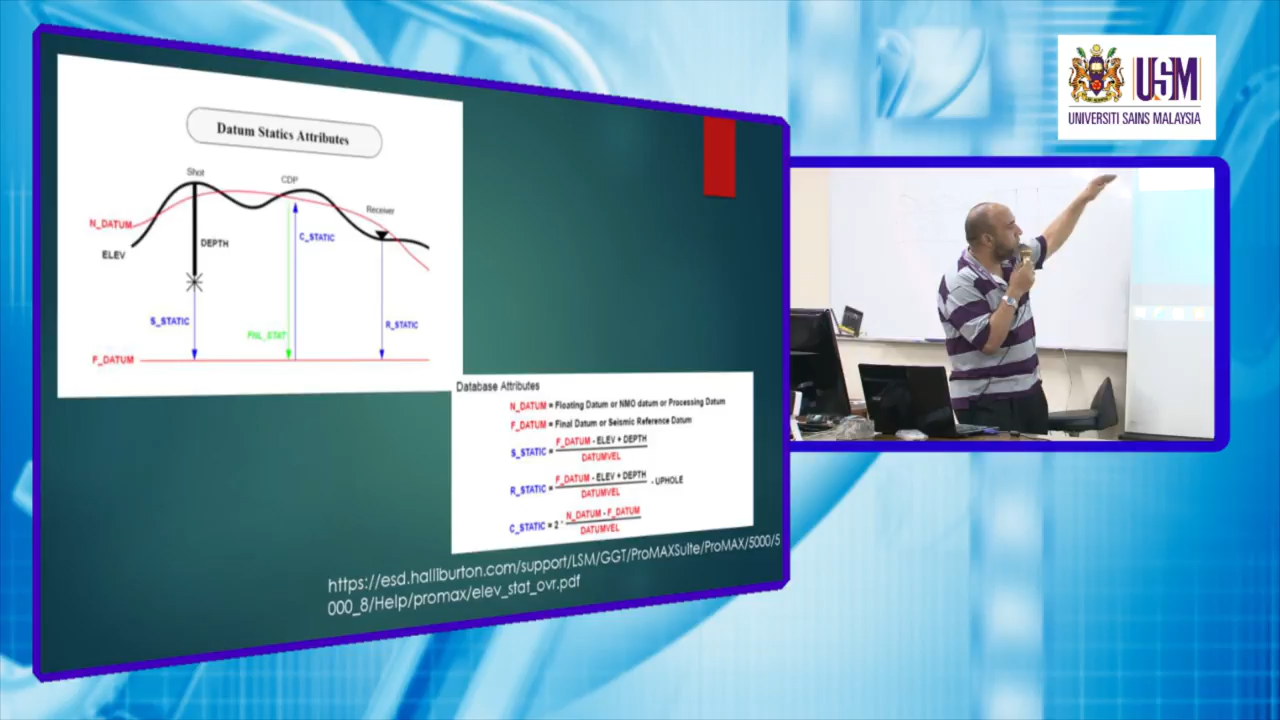 Datum Statics Attributes
Shot
CDP
Receiver
N_DATUM
C_STATIC
DEPTH
ELEV
S_STATIC
FNL_STAT
R_STATIC
F_DATUM
Database Attributes
N_DATUM = Floating Datum or NMO datum or Processing Datum
F_DATUM = Final Datum or Seismic Reference Datum
S_STATIC = F_DATUM - ELEV + DEPTH
DATUMVEL
R_STATIC = F_DATUM - ELEV + DEPTH - UPHOLE
DATUMVEL
C_STATIC = 2 * N_DATUM - F_DATUM
DATUMVEL
https://esd.halliburton.com/support/LSM/GGT/ProMAXSuite/ProMAX/5000/5
000_8/Help/promax/elev_stat_ovr.pdf
USM
UNIVERSITI SAINS MALAYSIA